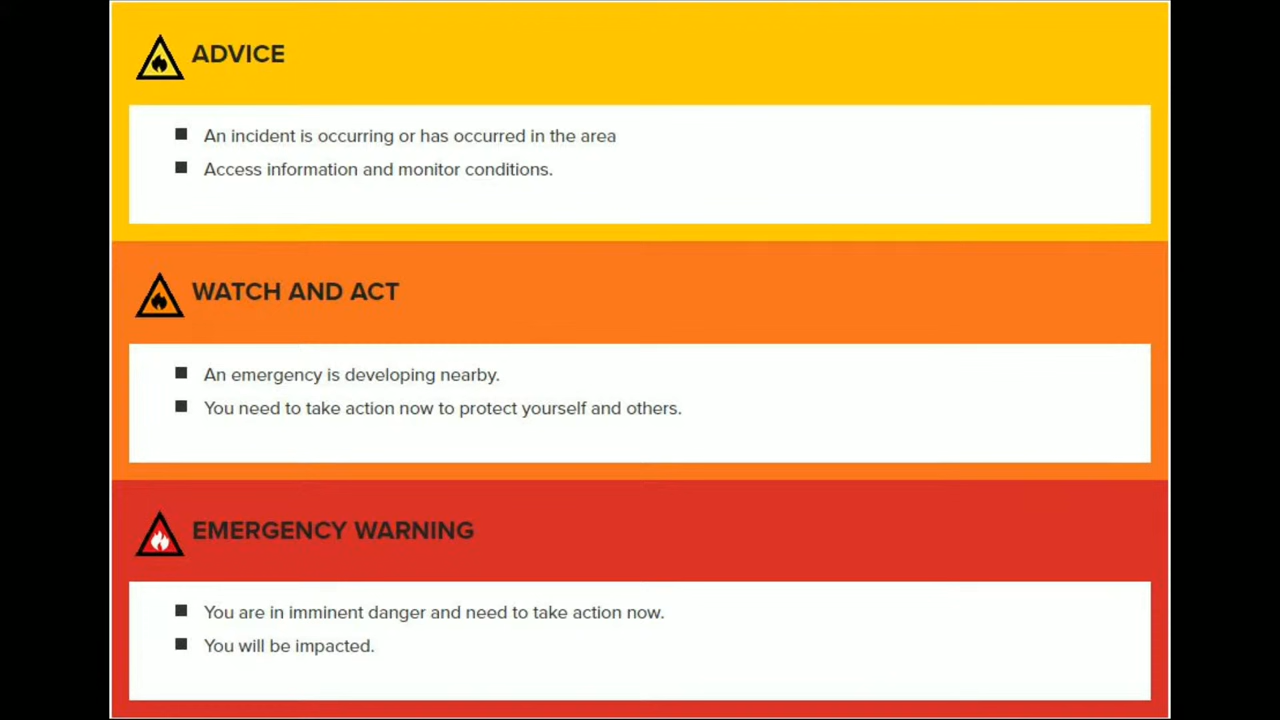 ADVICE
An incident is occurring or has occurred in the area
Access information and monitor conditions.
WATCH AND ACT
An emergency is developing nearby.
You need to take action now to protect yourself and others.
EMERGENCY WARNING
You are in imminent danger and need to take action now.
You will be impacted.